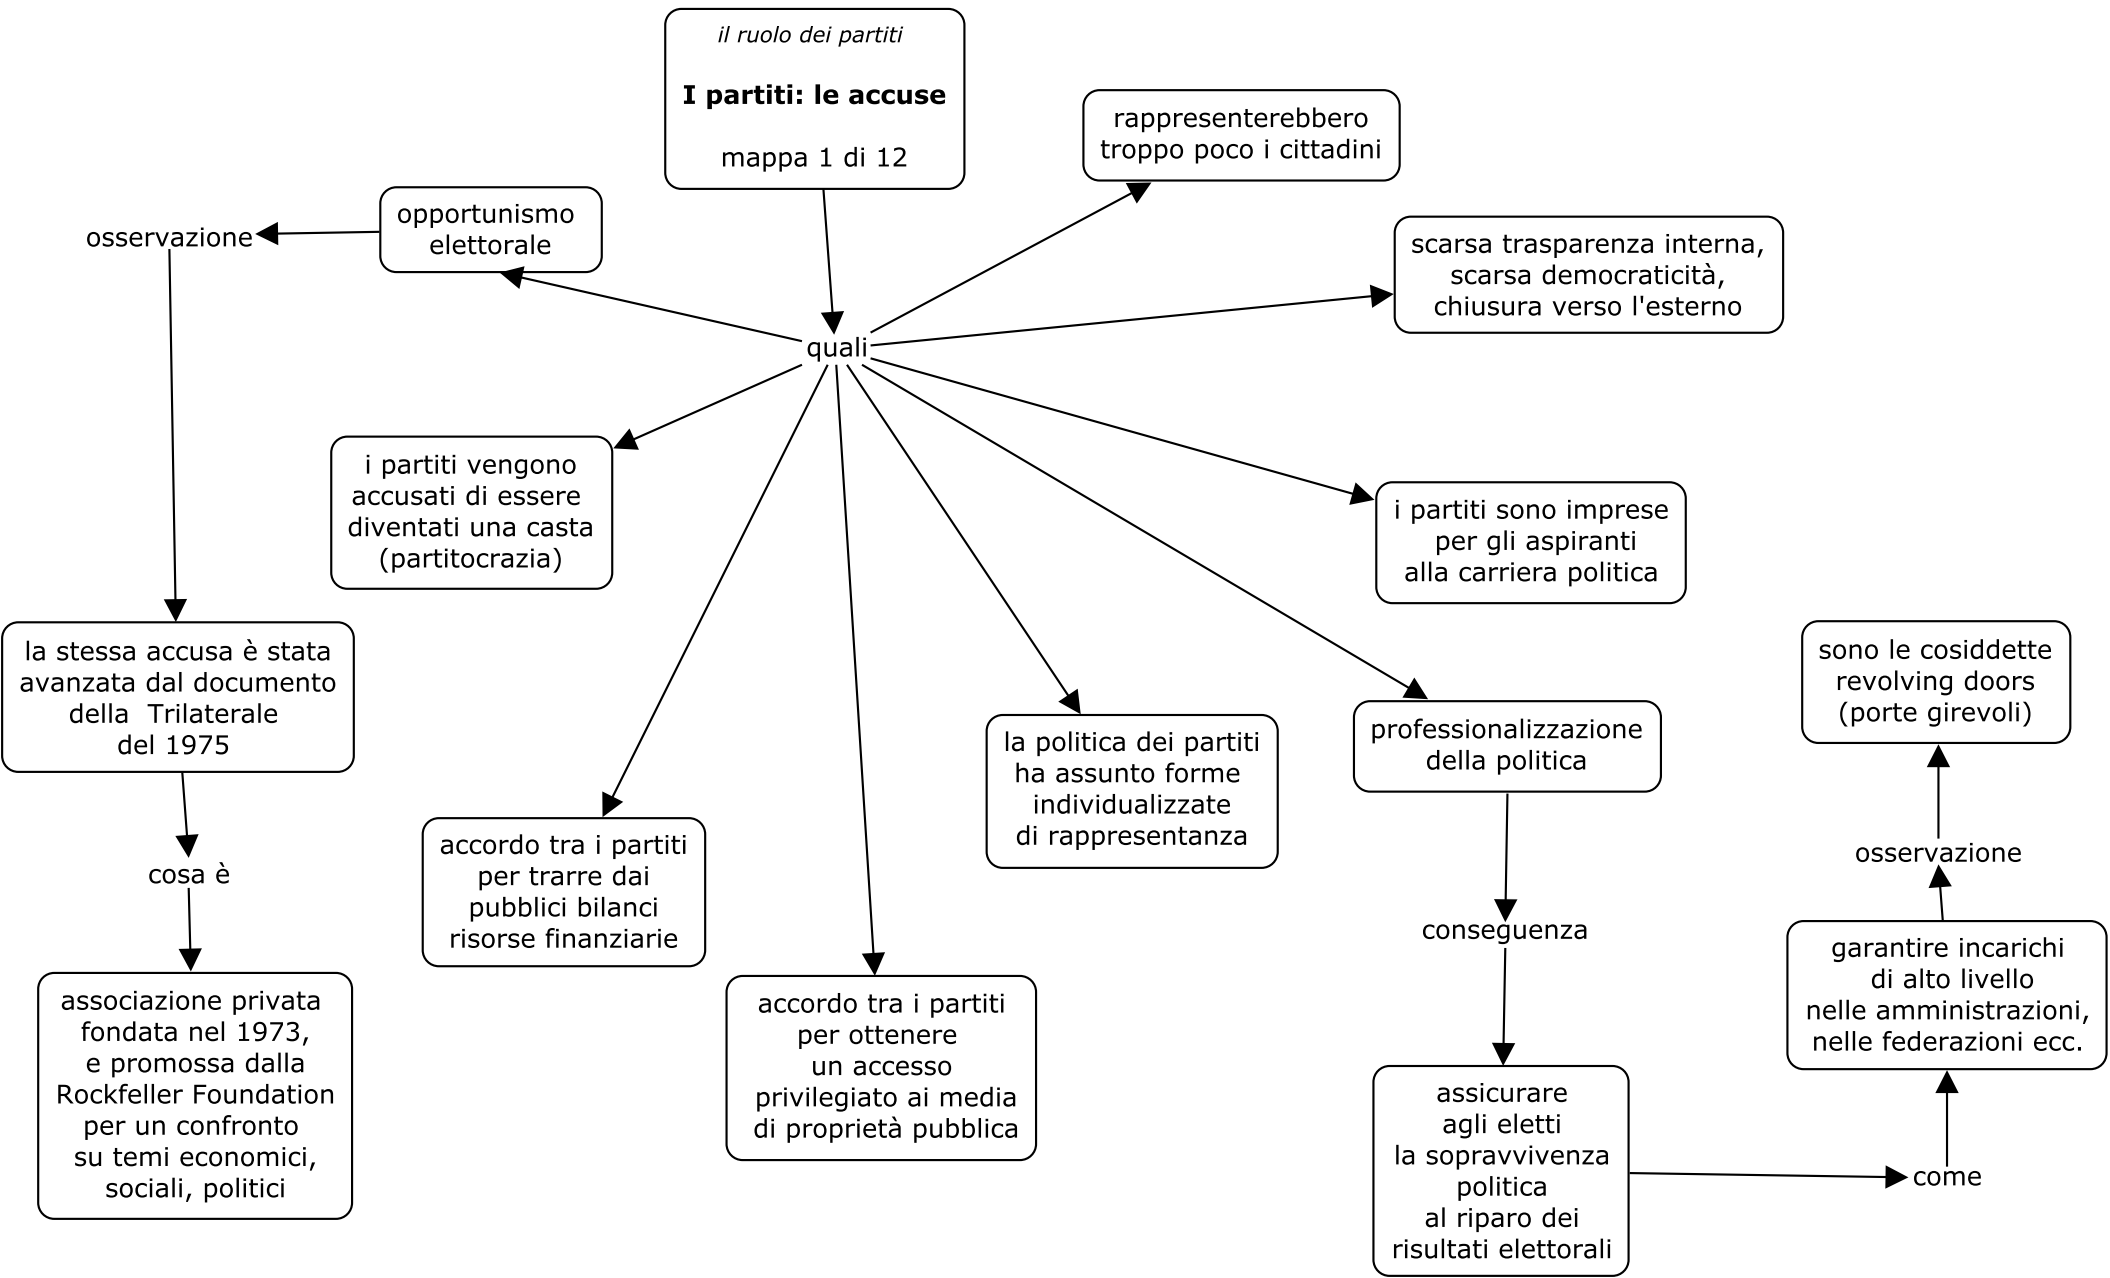 il ruolo dei partiti
I partiti: le accuse
mappa 1 di 12
rappresenterebbero
troppo poco i cittadini
opportunismo
elettorale
osservazione
scarsa trasparenza interna,
scarsa democraticità,
chiusura verso l'esterno
quali
i partiti vengono
accusati di essere
diventati una casta
(partitocrazia)
i partiti sono imprese
per gli aspiranti
alla carriera politica
la stessa accusa è stata
avanzata dal documento
della Trilaterale
del 1975
sono le cosiddette
revolving doors
(porte girevoli)
la politica dei partiti
ha assunto forme
individualizzate
di rappresentanza
professionalizzazione
della politica
accordo tra i partiti
per trarre dai
pubblici bilanci
risorse finanziarie
cosa è
osservazione
conseguenza
garantire incarichi
di alto livello
nelle amministrazioni,
nelle federazioni ecc.
associazione privata
fondata nel 1973,
e promossa dalla
Rockfeller Foundation
per un confronto
su temi economici,
sociali, politici
accordo tra i partiti
per ottenere
un accesso
privilegiato ai media
di proprietà pubblica
assicurare
agli eletti
la sopravvivenza
politica
al riparo dei
risultati elettorali
come